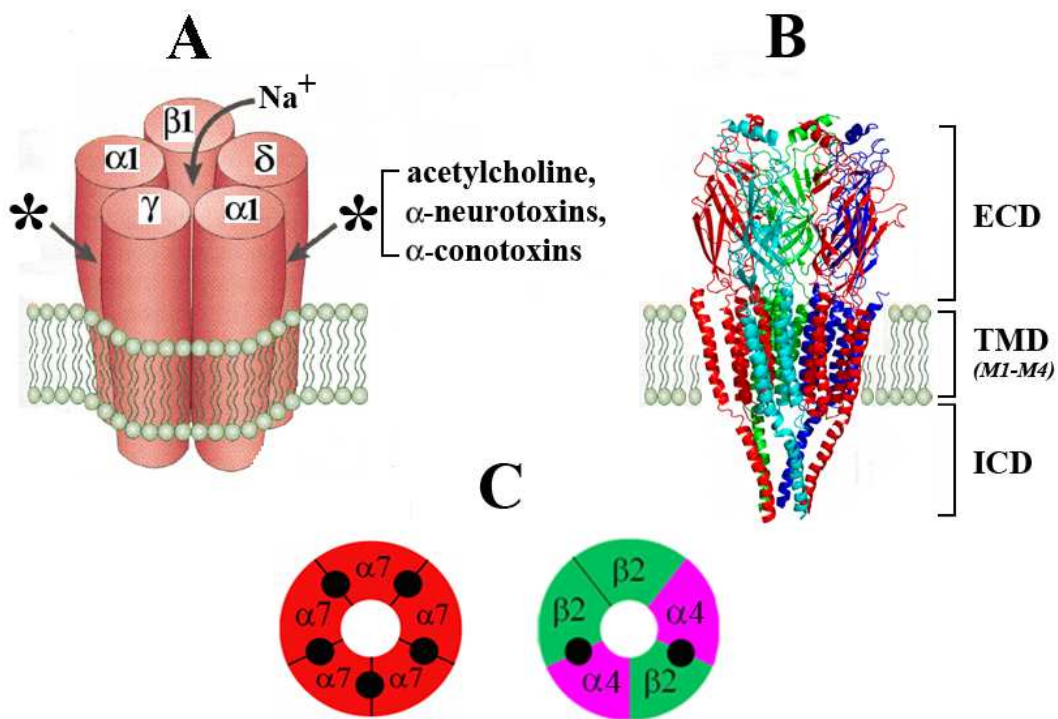 A
B
Na+
β1
α1
δ
γ
α1
*
*
acetylcholine,
α-neurotoxins,
α-conotoxins
ECD
TMD
(M1-M4)
ICD
C
α7
α7
α7
α7
α7
β2
β2
α4
α4
β2